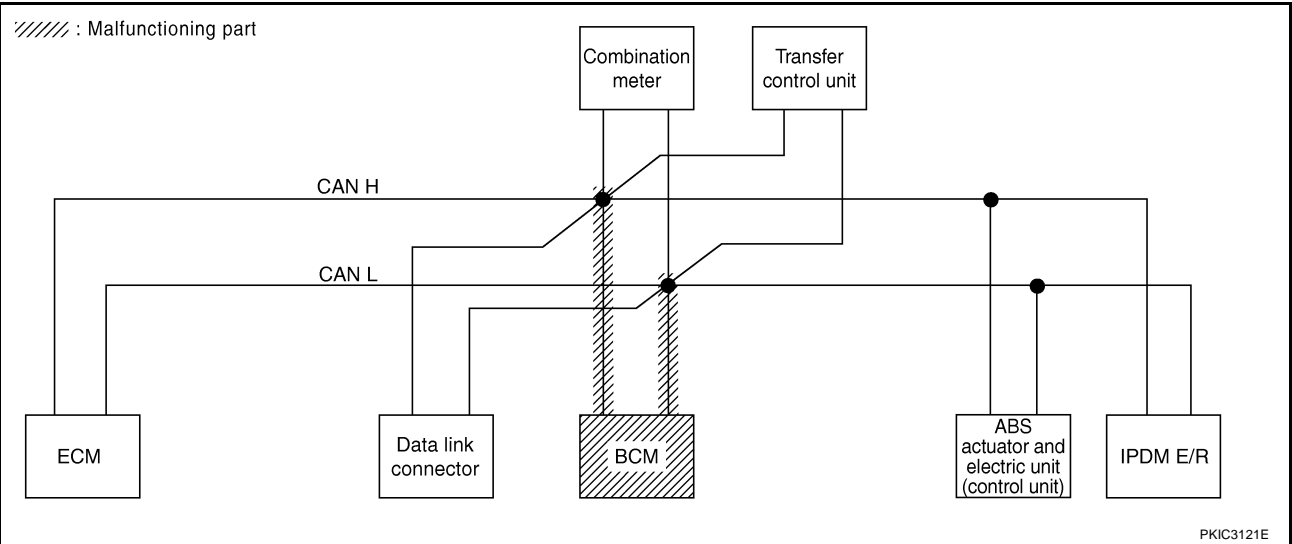 : Malfunctioning part
Combination
meter
Transfer
control unit
CAN H
CAN L
ECM
Data link
connector
BCM
ABS
actuator and
electric unit
(control unit)
IPDM E/R
PKIC3121E